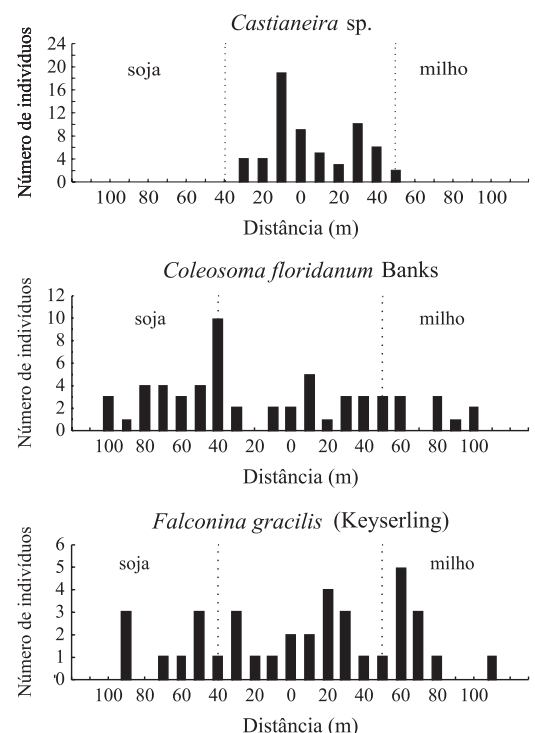 Castianeira sp.
24
20
16
12
8
4
0
Número de indivíduos
soja
milho
100 80 60 40 20 0 20 40 60 80 100
Distância (m)
Coleosoma floridanum Banks
12
10
8
6
4
2
0
Número de indivíduos
soja
milho
100 80 60 40 20 0 20 40 60 80 100
Distância (m)
Falconina gracilis (Keyserling)
6
5
4
3
2
1
0
Número de indivíduos
soja
milho
100 80 60 40 20 0 20 40 60 80 100
Distância (m)